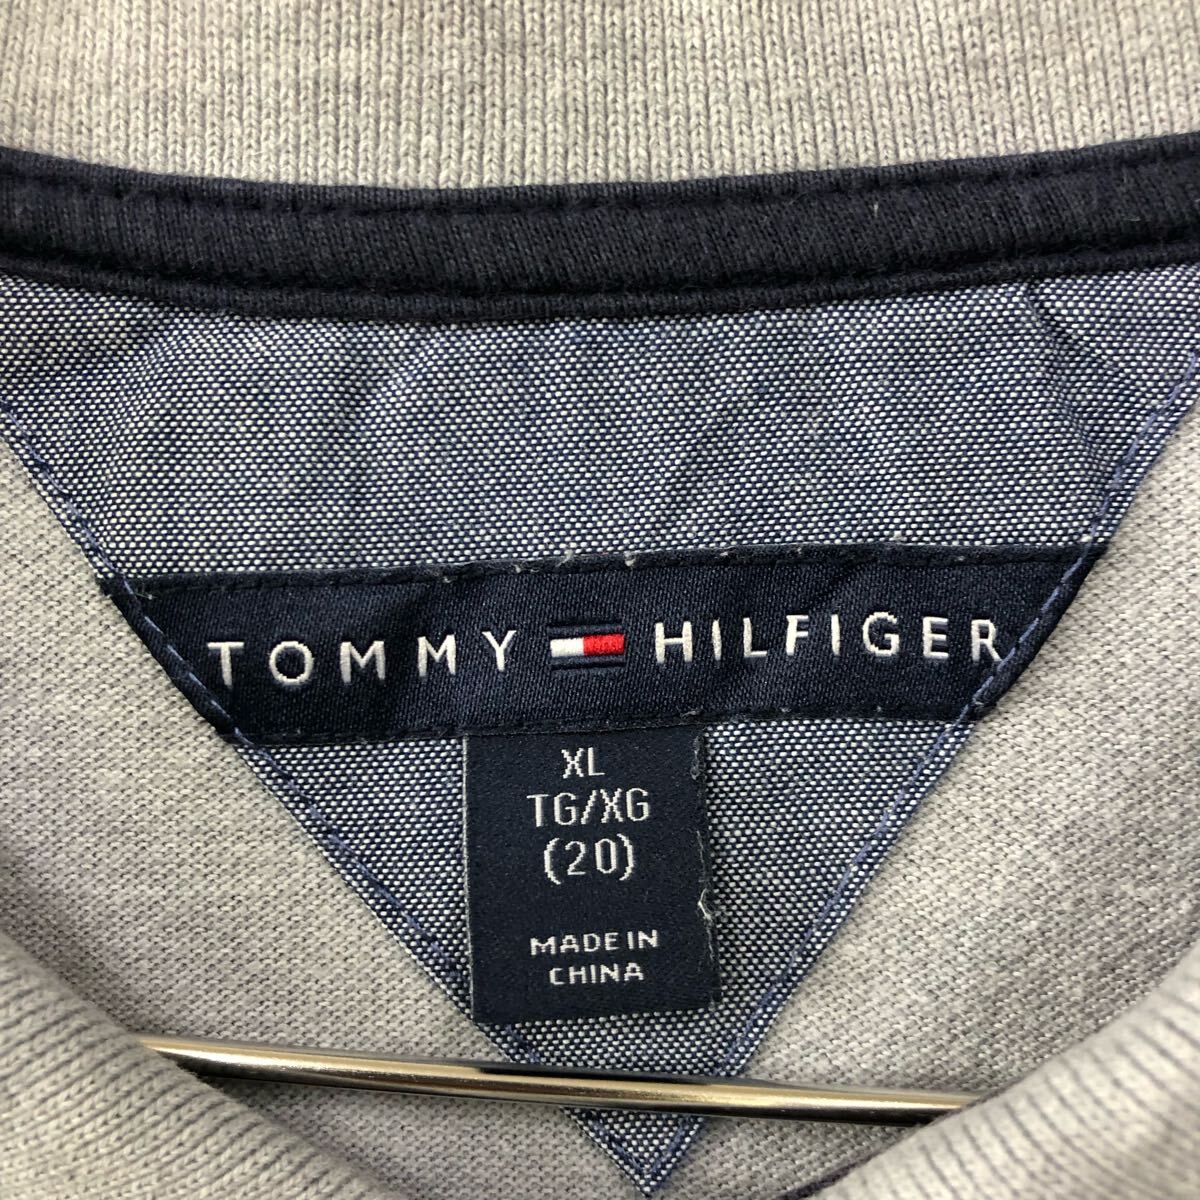 TOMMY HILFIGER
XL
TG/XG
(20)
MADE IN
CHINA